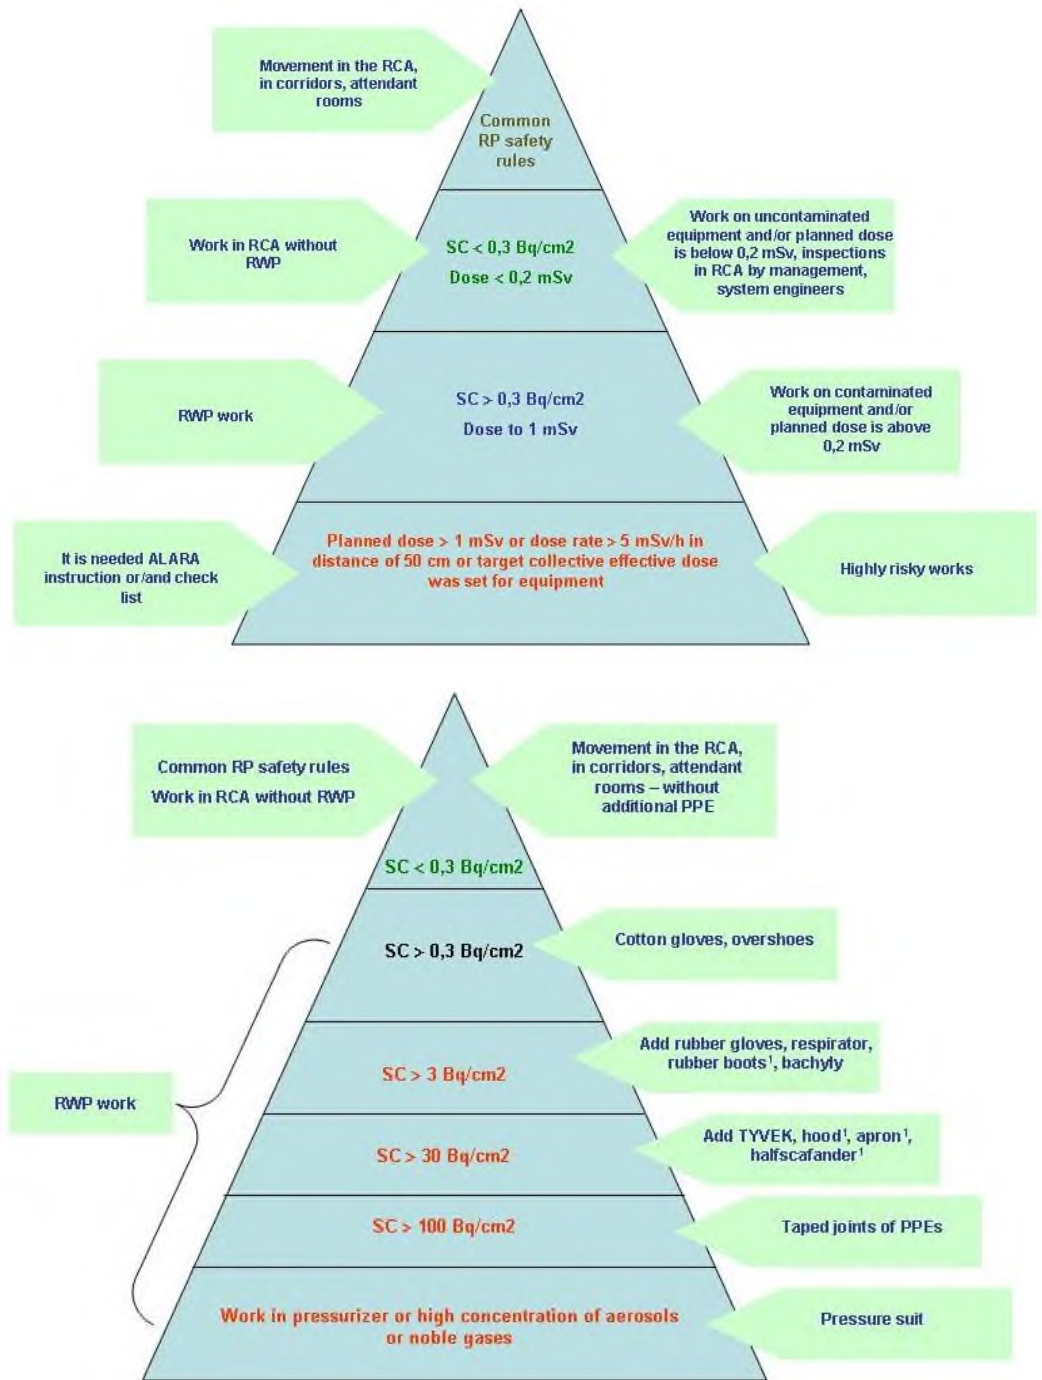 Movement in the RCA,
in corridors, attendant
rooms
Common
RP safety
rules
Work in RCA without
RWP
SC < 0,3 Bq/cm2
Dose < 0,2 mSv
Work on uncontaminated
equipment and/or planned dose
is below 0,2 mSv, inspections
in RCA by management,
system engineers
RWP work
SC > 0,3 Bq/cm2
Dose to 1 mSv
Work on contaminated
equipment and/or
planned dose is above
0,2 mSv
It is needed ALARA
instruction or/and check
list
Planned dose > 1 mSv or dose rate > 5 mSv/h in
distance of 50 cm or target collective effective dose
was set for equipment
Highly risky works
Common RP safety rules
Work in RCA without RWP
Movement in the RCA,
in corridors, attendant
rooms – without
additional PPE
SC < 0,3 Bq/cm2
SC > 0,3 Bq/cm2
Cotton gloves, overshoes
SC > 3 Bq/cm2
Add rubber gloves, respirator,
rubber boots¹, bachyly
RWP work
SC > 30 Bq/cm2
Add TYVEK, hood¹, apron¹,
halfscafander¹
SC > 100 Bq/cm2
Taped joints of PPEs
Work in pressurizer or high concentration of aerosols
or noble gases
Pressure suit